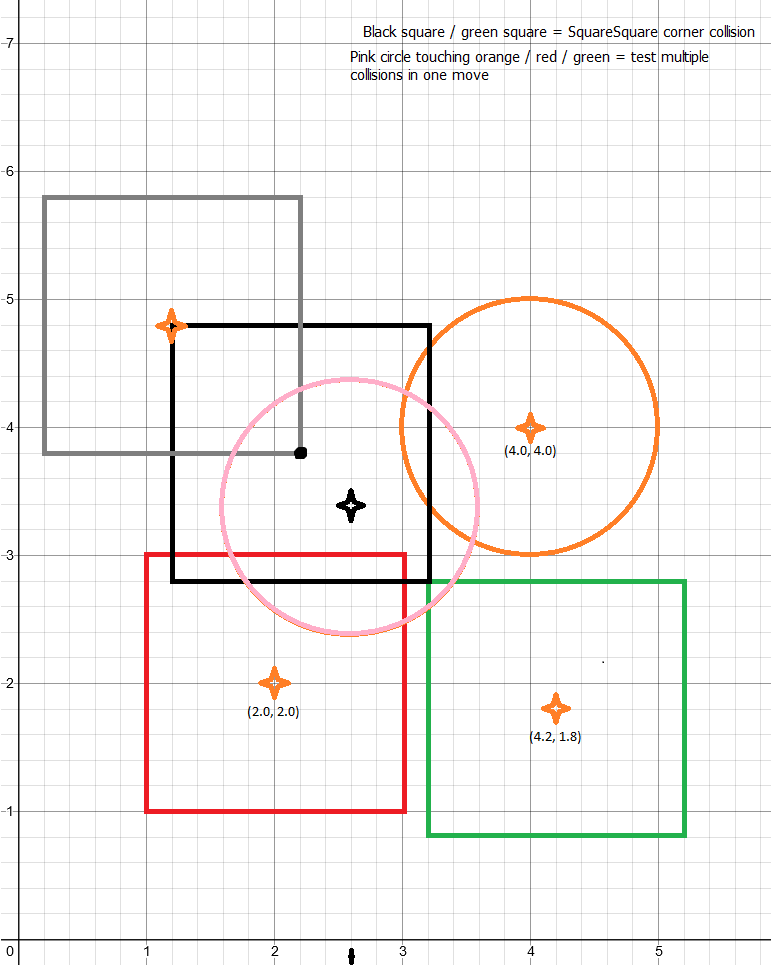 Black square / green square = SquareSquare corner collision
Pink circle touching orange / red / green = test multiple
collisions in one move
7
6
5
4
(4.0, 4.0)
3
2
(2.0, 2.0)
(4.2, 1.8)
1
0 1 2 3 4 5